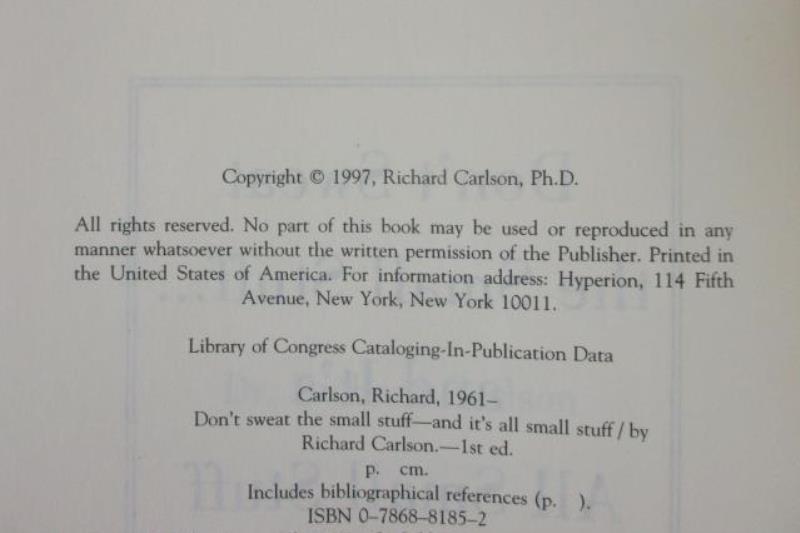 Copyright © 1997, Richard Carlson, Ph.D.
All rights reserved. No part of this book may be used or reproduced in any
manner whatsoever without the written permission of the Publisher. Printed in
the United States of America. For information address: Hyperion, 114 Fifth
Avenue, New York, New York 10011.
Library of Congress Cataloging-In-Publication Data
Carlson, Richard, 1961–
Don't sweat the small stuff—and it's all small stuff / by
Richard Carlson.—1st ed.
p. cm.
Includes bibliographical references (p. ).
ISBN 0–7868–8185–2